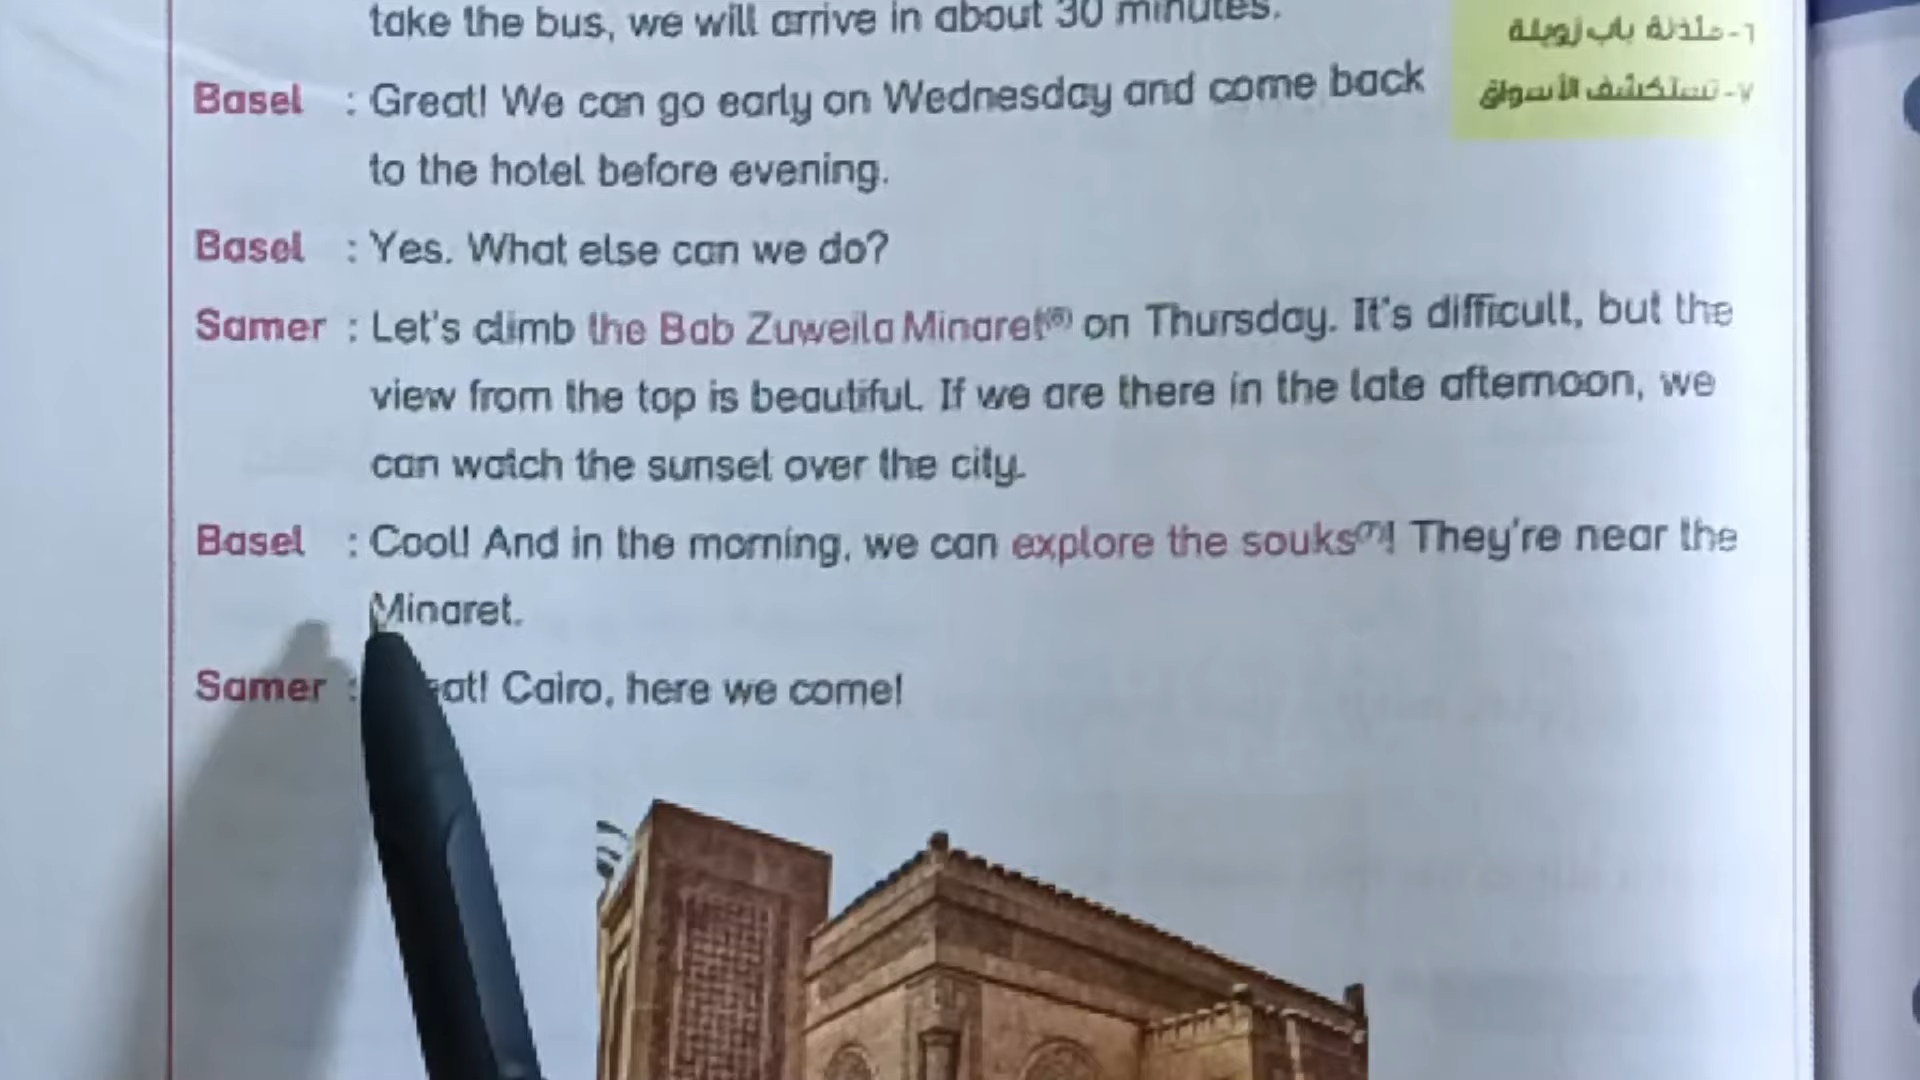 take the bus, we will arrive in about 30 minutes.
٦- مئذنة باب زويلة
٧- تستكشف الأسواق
Basel : Great! We can go early on Wednesday and come back
to the hotel before evening.
Basel : Yes. What else can we do?
Samer : Let's climb the Bab Zuweila Minaret(6) on Thursday. It's difficult, but the
view from the top is beautiful. If we are there in the late afternoon, we
can watch the sunset over the city.
Basel : Cool! And in the morning, we can explore the souks(7)! They're near the
Minaret.
Samer : Cairo, here we come!